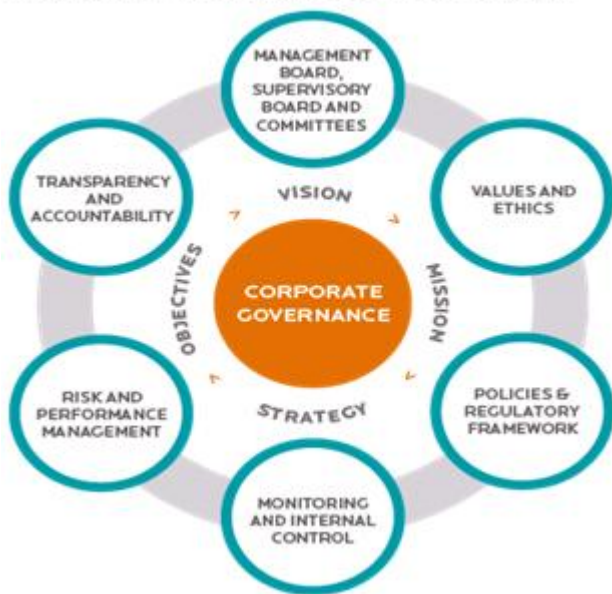 MANAGEMENT
BOARD,
SUPERVISORY
BOARD AND
COMMITTEES
TRANSPARENCY
AND
ACCOUNTABILITY
VISION
VALUES AND
ETHICS
OBJECTIVES
CORPORATE
GOVERNANCE
MISSION
RISK AND
PERFORMANCE
MANAGEMENT
STRATEGY
POLICIES &
REGULATORY
FRAMEWORK
MONITORING
AND INTERNAL
CONTROL